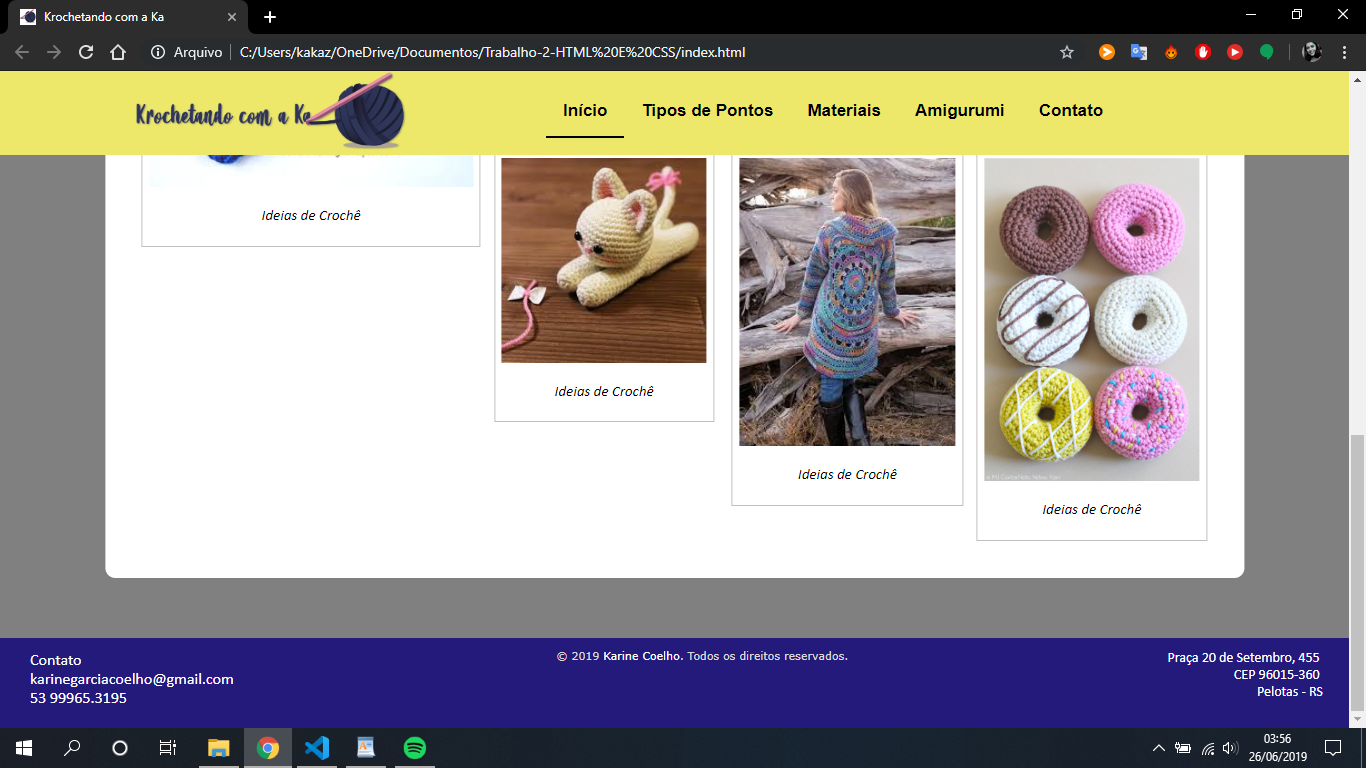 Krochetando com a Ka
Arquivo
C:/Users/kakaz/OneDrive/Documentos/Trabalho-2-HTML%20E%20CSS/index.html
Krochetando com a Ka
Início
Tipos de Pontos
Materiais
Amigurumi
Contato
Ideias de Crochê
Ideias de Crochê
Ideias de Crochê
Ideias de Crochê
Contato
karinegarciacoelho@gmail.com
53 99965.3195
© 2019 Karine Coelho. Todos os direitos reservados.
Praça 20 de Setembro, 455
CEP 96015-360
Pelotas - RS
03:56
26/06/2019